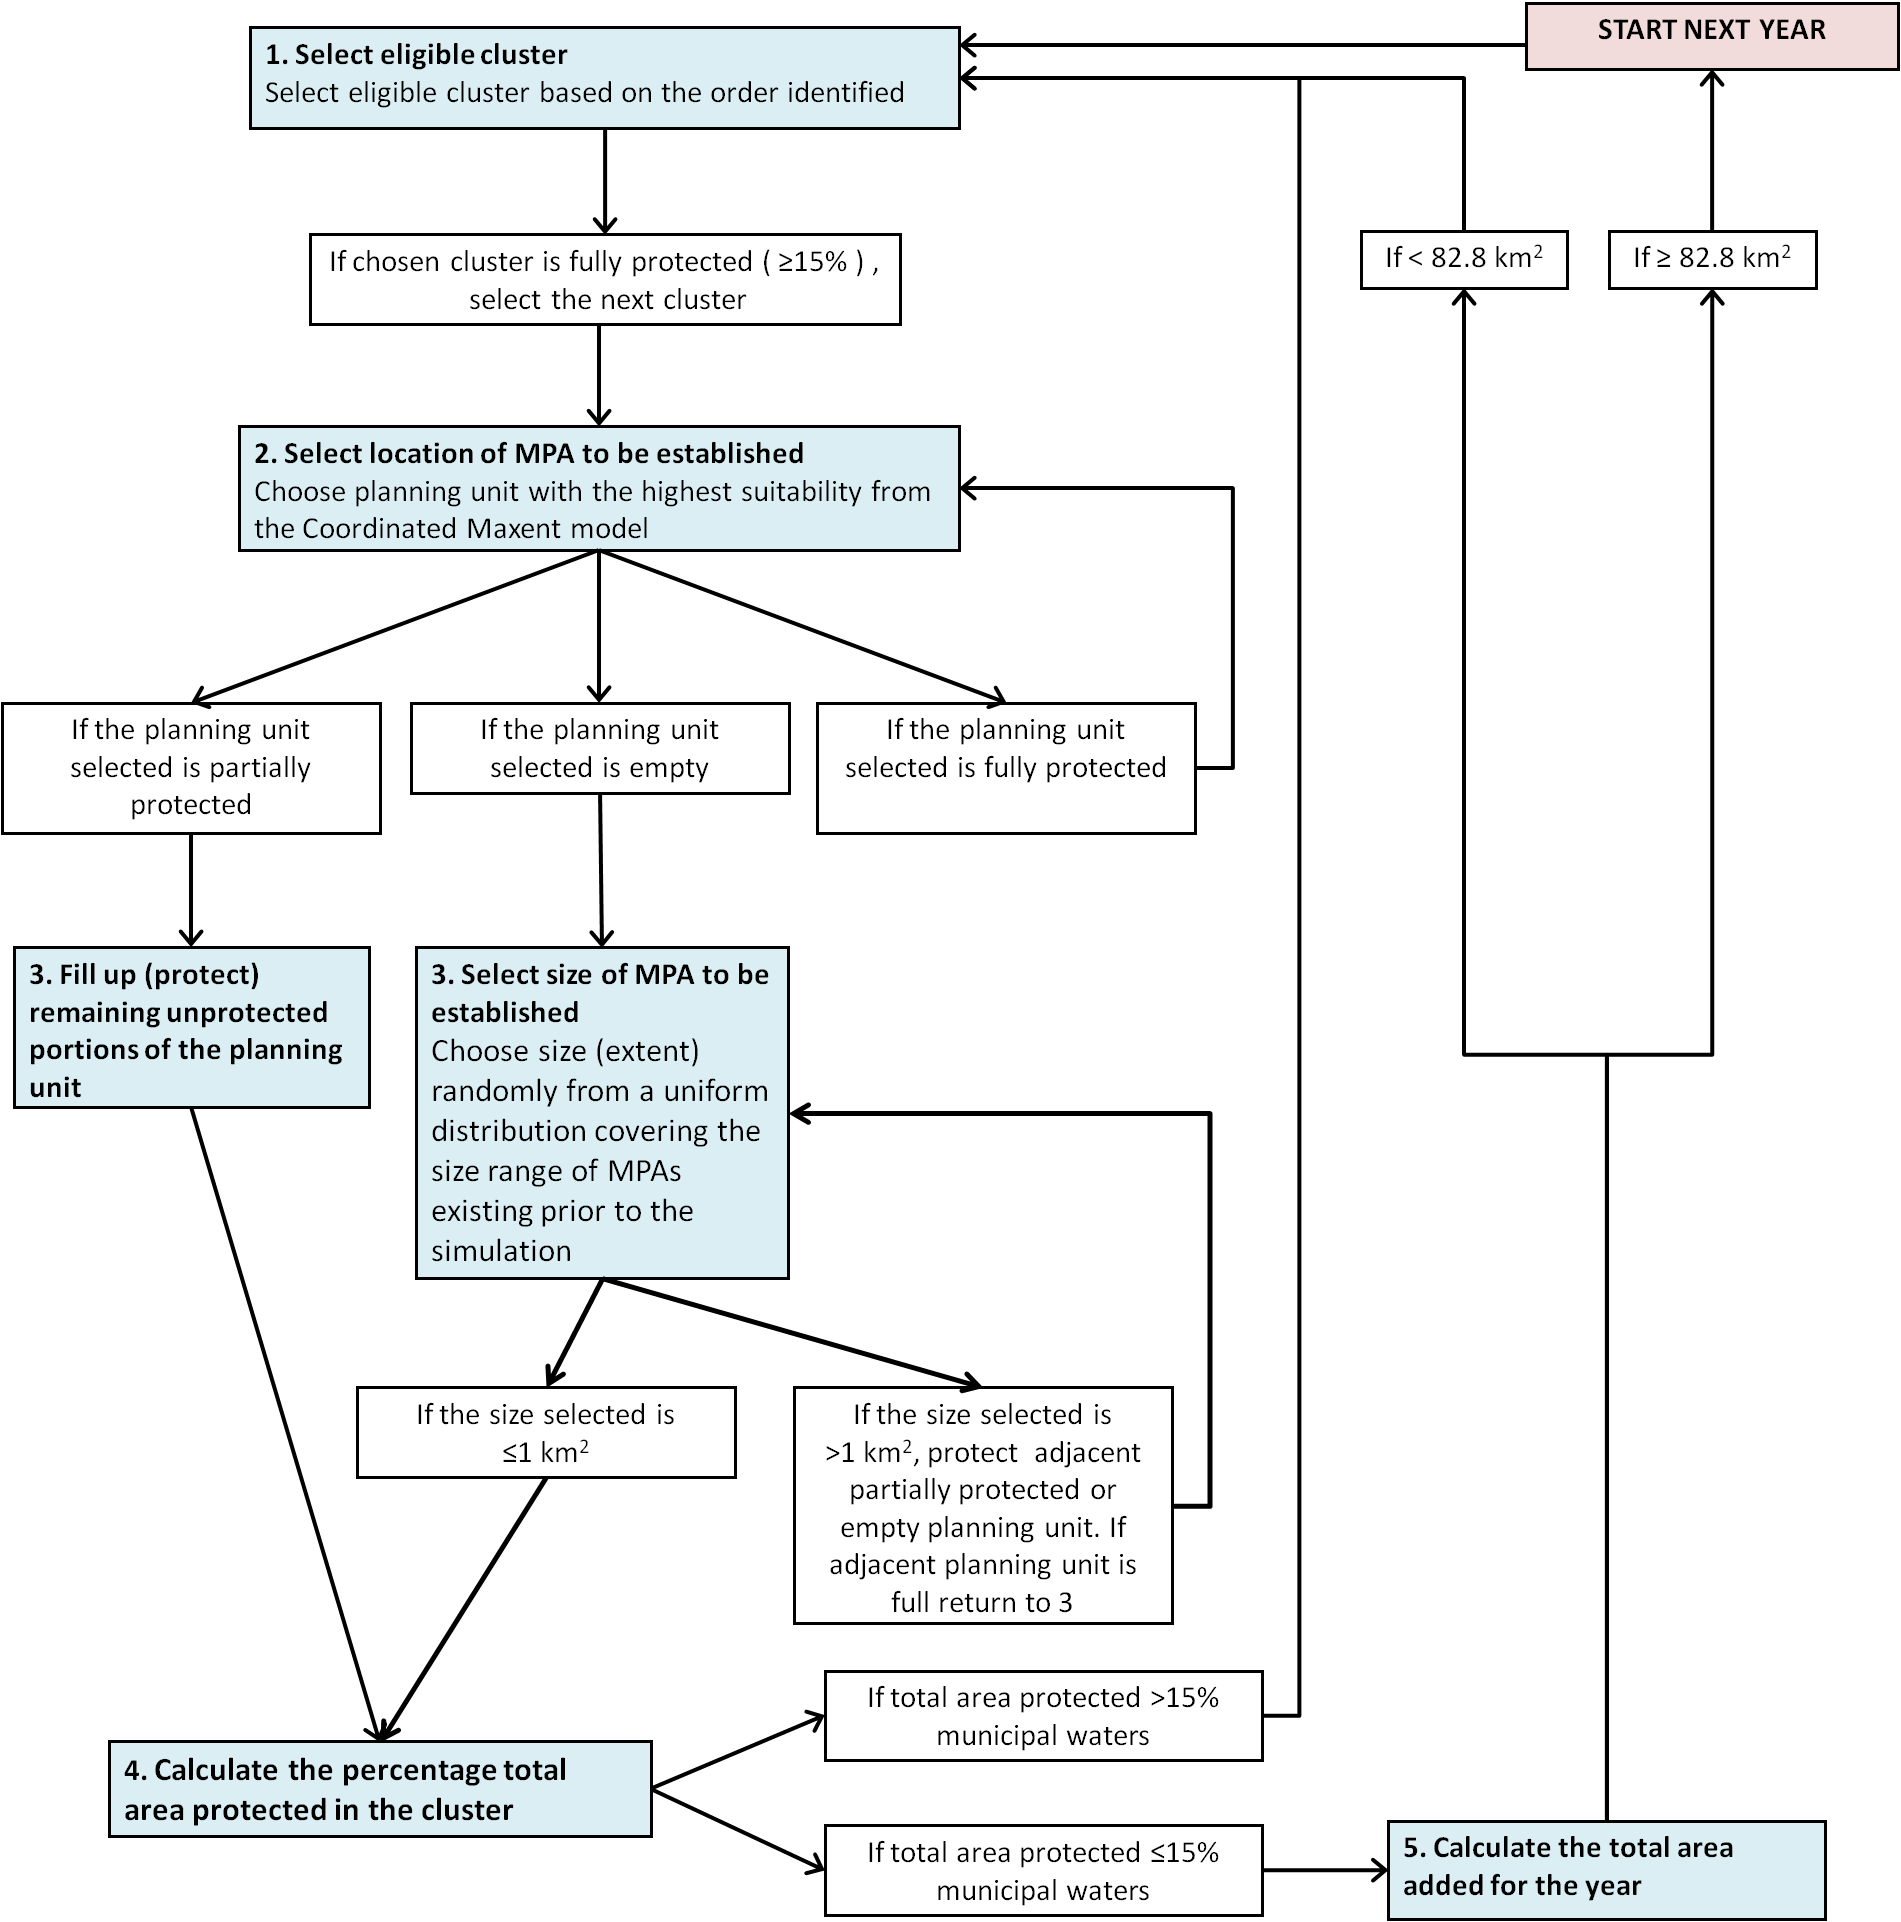 START NEXT YEAR
1. Select eligible cluster
Select eligible cluster based on the order identified
If chosen cluster is fully protected ( ≥15% ) ,
select the next cluster
If < 82.8 km²
If ≥ 82.8 km²
2. Select location of MPA to be established
Choose planning unit with the highest suitability from
the Coordinated Maxent model
If the planning unit
selected is partially
protected
If the planning unit
selected is empty
If the planning unit
selected is fully protected
3. Fill up (protect)
remaining unprotected
portions of the planning
unit
3. Select size of MPA to be
established
Choose size (extent)
randomly from a uniform
distribution covering the
size range of MPAs
existing prior to the
simulation
If the size selected is
≤1 km²
If the size selected is
>1 km², protect adjacent
partially protected or
empty planning unit. If
adjacent planning unit is
full return to 3
If total area protected >15%
municipal waters
4. Calculate the percentage total
area protected in the cluster
If total area protected ≤15%
municipal waters
5. Calculate the total area
added for the year